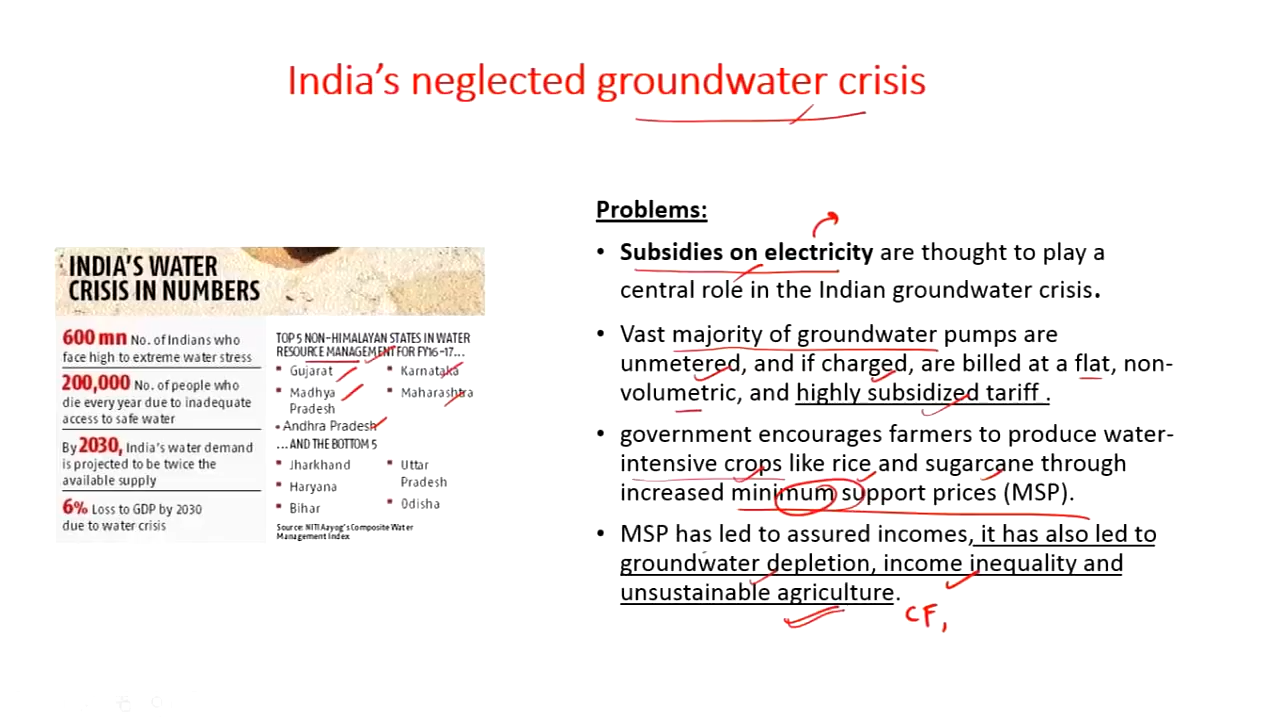 India's neglected groundwater crisis
INDIA'S WATER
CRISIS IN NUMBERS
600 mn No. of Indians who
face high to extreme water stress
200,000 No. of people who
die every year due to inadequate
access to safe water
By 2030, India's water demand
is projected to be twice the
available supply
6% Loss to GDP by 2030
due to water crisis
TOP 5 NON-HIMALAYAN STATES IN WATER
RESOURCE MANAGEMENT FOR FY16-17...
▪ Gujarat
▪ Karnataka
▪ Madhya
Pradesh
▪ Maharashtra
• Andhra Pradesh
...AND THE BOTTOM 5
▪ Jharkhand
▪ Uttar
Pradesh
▪ Haryana
▪ Odisha
▪ Bihar
Source: NITI Aayog's Composite Water
Management Index
Problems:
• Subsidies on electricity are thought to play a
central role in the Indian groundwater crisis.
• Vast majority of groundwater pumps are
unmetered, and if charged, are billed at a flat, non-
volumetric, and highly subsidized tariff .
• government encourages farmers to produce water-
intensive crops like rice and sugarcane through
increased minimum support prices (MSP).
• MSP has led to assured incomes, it has also led to
groundwater depletion, income inequality and
unsustainable agriculture.
CF,